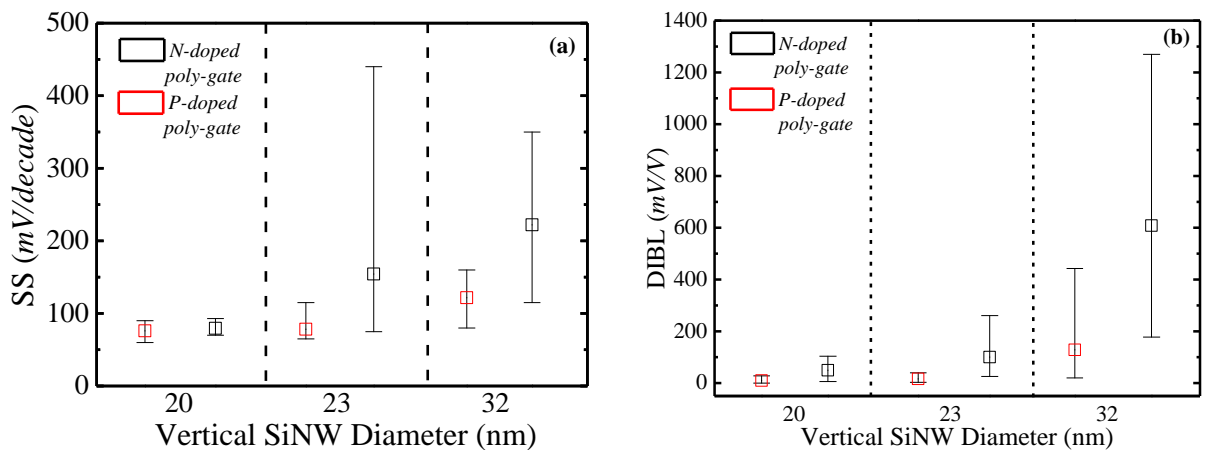 500
400
300
200
100
0
SS (mV/decade)
(a)
N-doped
poly-gate
P-doped
poly-gate
20 23 32
Vertical SiNW Diameter (nm)
1400
1200
1000
800
600
400
200
0
DIBL (mV/V)
(b)
N-doped
poly-gate
P-doped
poly-gate
20 23 32
Vertical SiNW Diameter (nm)